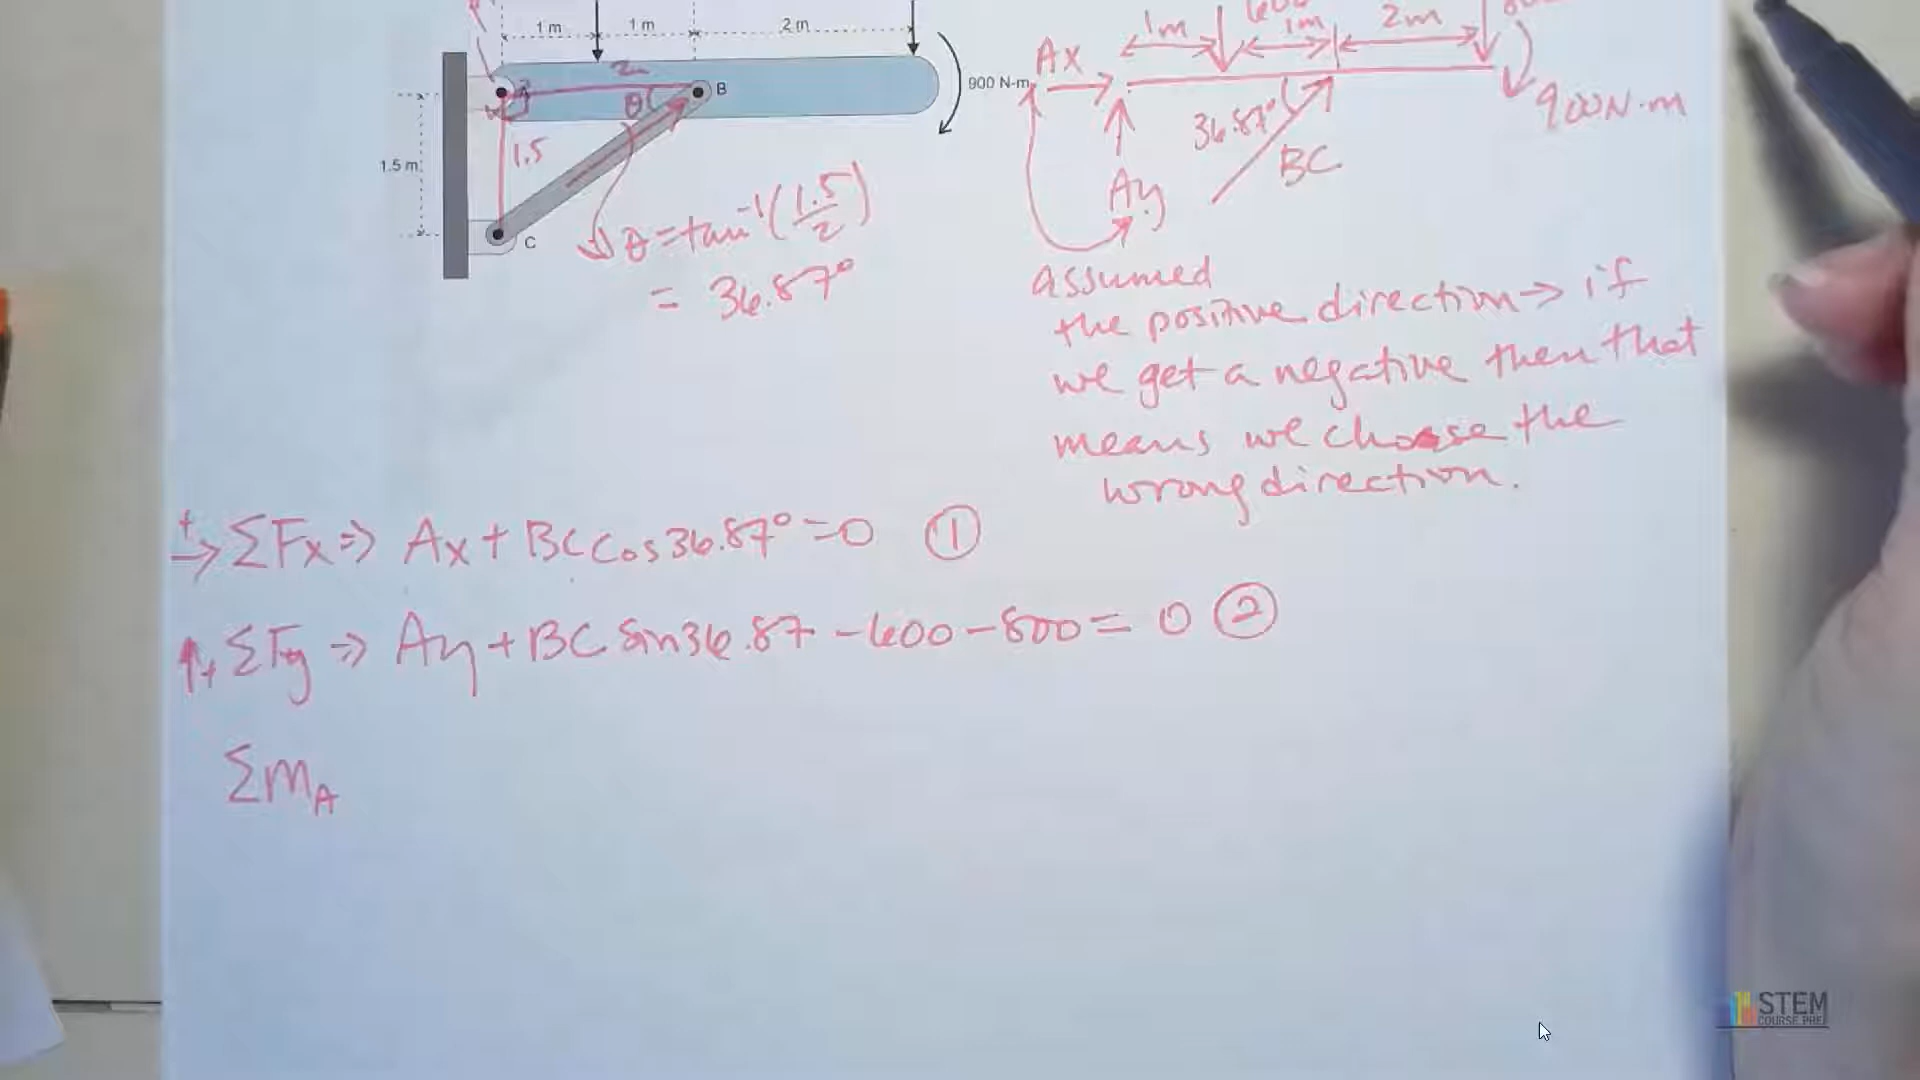 1 m 1 m 2 m
1m 1m 2m
Ax
2m
A θ B
900 N-m
36.87°
900N·m
1.5 m
1.5
BC
Ay
C
θ = tan⁻¹(1.5/2)
= 36.87°
assumed
the positive direction → if
we get a negative then that
means we choose the
wrong direction.
+→ ΣFx ⇒ Ax + BC cos 36.87° = 0 ①
↑+ ΣFy ⇒ Ay + BC Sin 36.87 - 600 - 800 = 0 ②
ΣMA
STEM
COURSE PREP